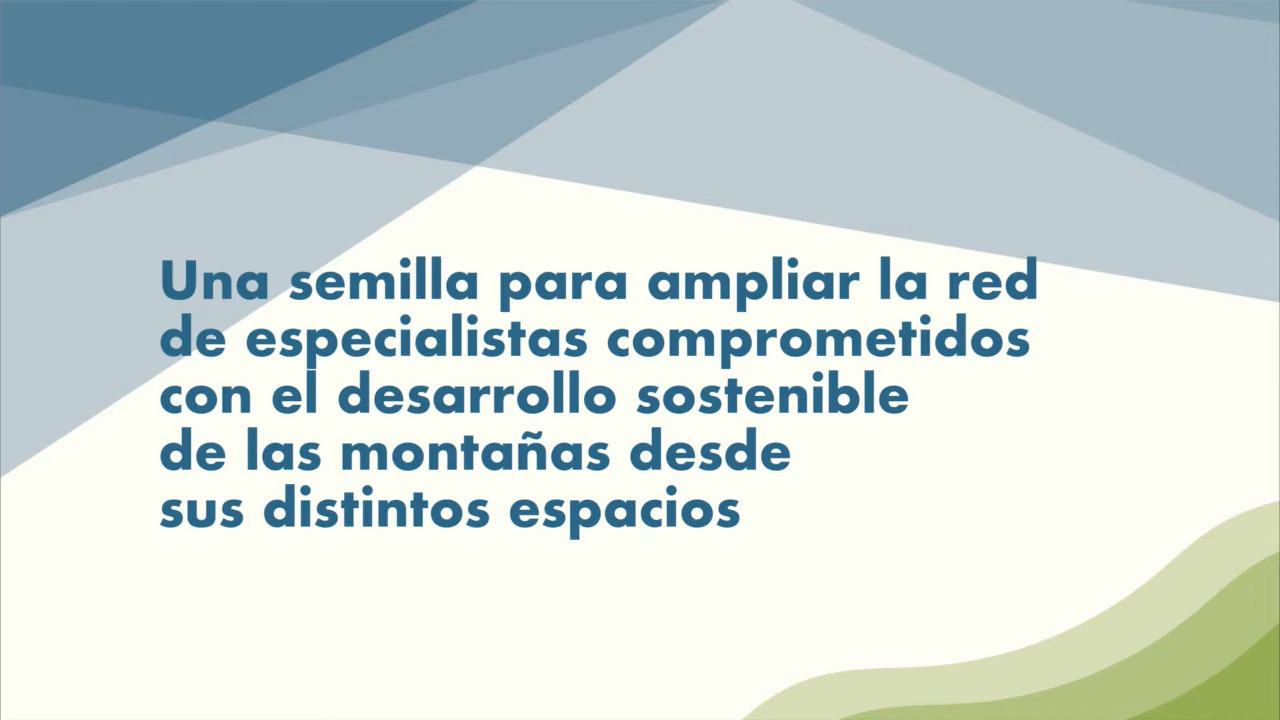 Una semilla para ampliar la red
de especialistas comprometidos
con el desarrollo sostenible
de las montañas desde
sus distintos espacios